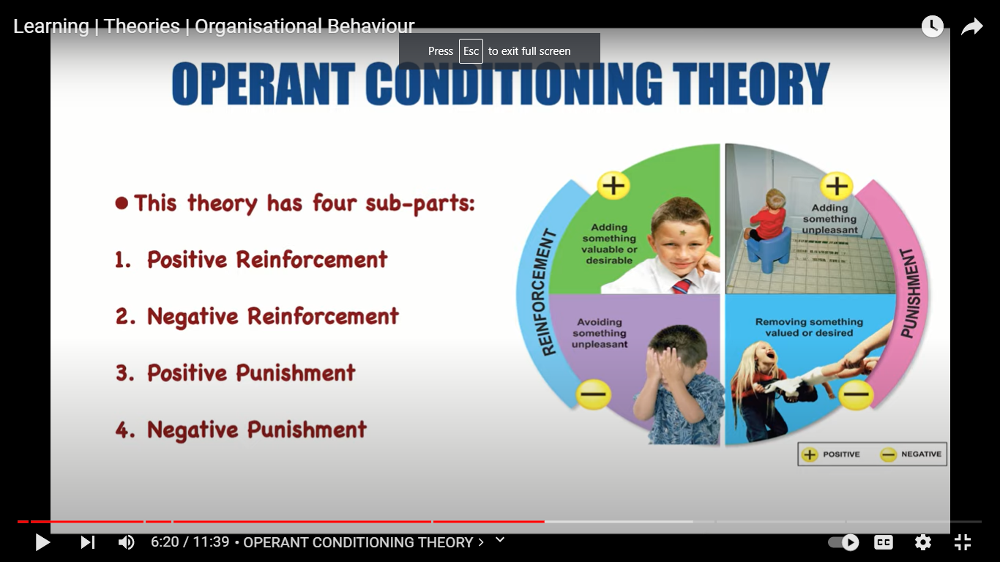 Learning | Theories | Organisational Behaviour
Press Esc to exit full screen
OPERANT CONDITIONING THEORY
● This theory has four sub-parts:
1. Positive Reinforcement
2. Negative Reinforcement
3. Positive Punishment
4. Negative Punishment
REINFORCEMENT
+
Adding
something
valuable or
desirable
+
Adding
something
unpleasant
Avoiding
something
unpleasant
−
Removing something
valued or desired
−
PUNISHMENT
+ POSITIVE − NEGATIVE
6:20 / 11:39 • OPERANT CONDITIONING THEORY >
CC